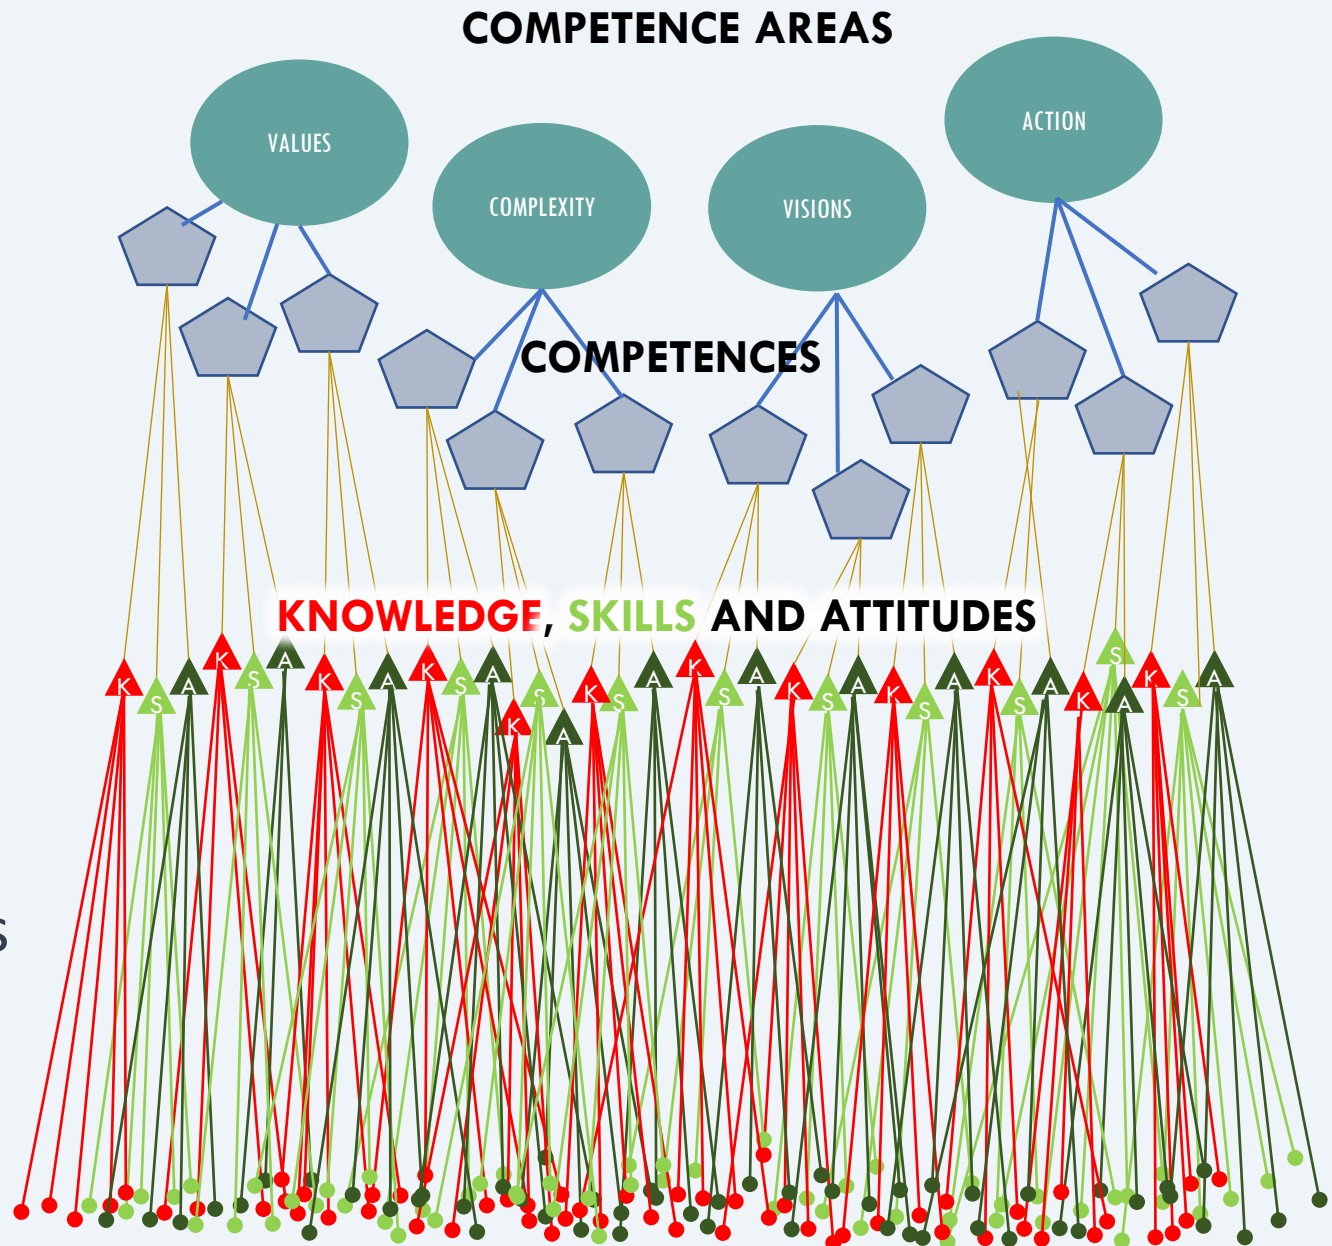 COMPETENCE AREAS
VALUES
COMPLEXITY
VISIONS
ACTION
COMPETENCES
KNOWLEDGE, SKILLS AND ATTITUDES
K S A K S A K S A K S A K S A K S A K S A K S A K S A K S A K S A K S A
S